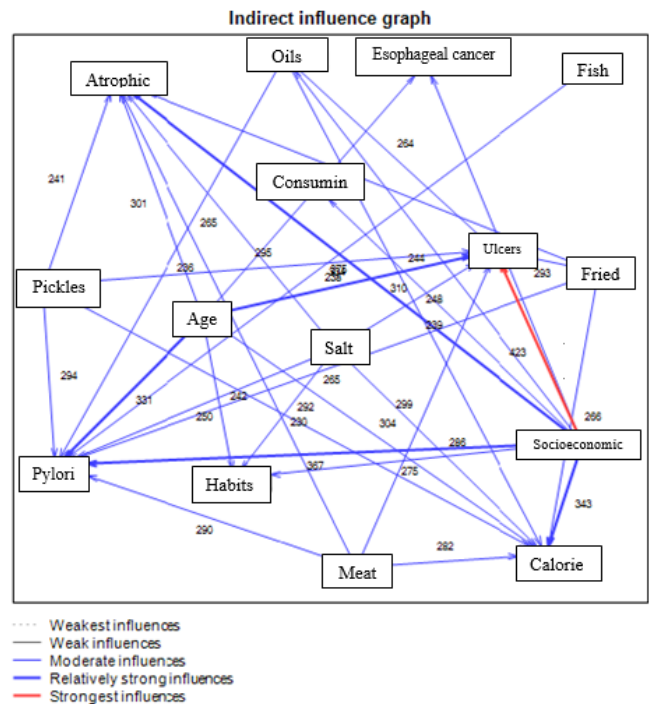 Indirect influence graph
Oils
Esophageal cancer
Atrophic
Fish
264
Consumin
241
301
265
295
Ulcers
244
236
293
Fried
Pickles
310
248
Age
239
Salt
423
294
265
299
331
242
292
250
230
304
266
286
Socioeconomic
Pylori
367
275
Habits
343
290
282
Meat
Calorie
Weakest influences
Weak influences
Moderate influences
Relatively strong influences
Strongest influences